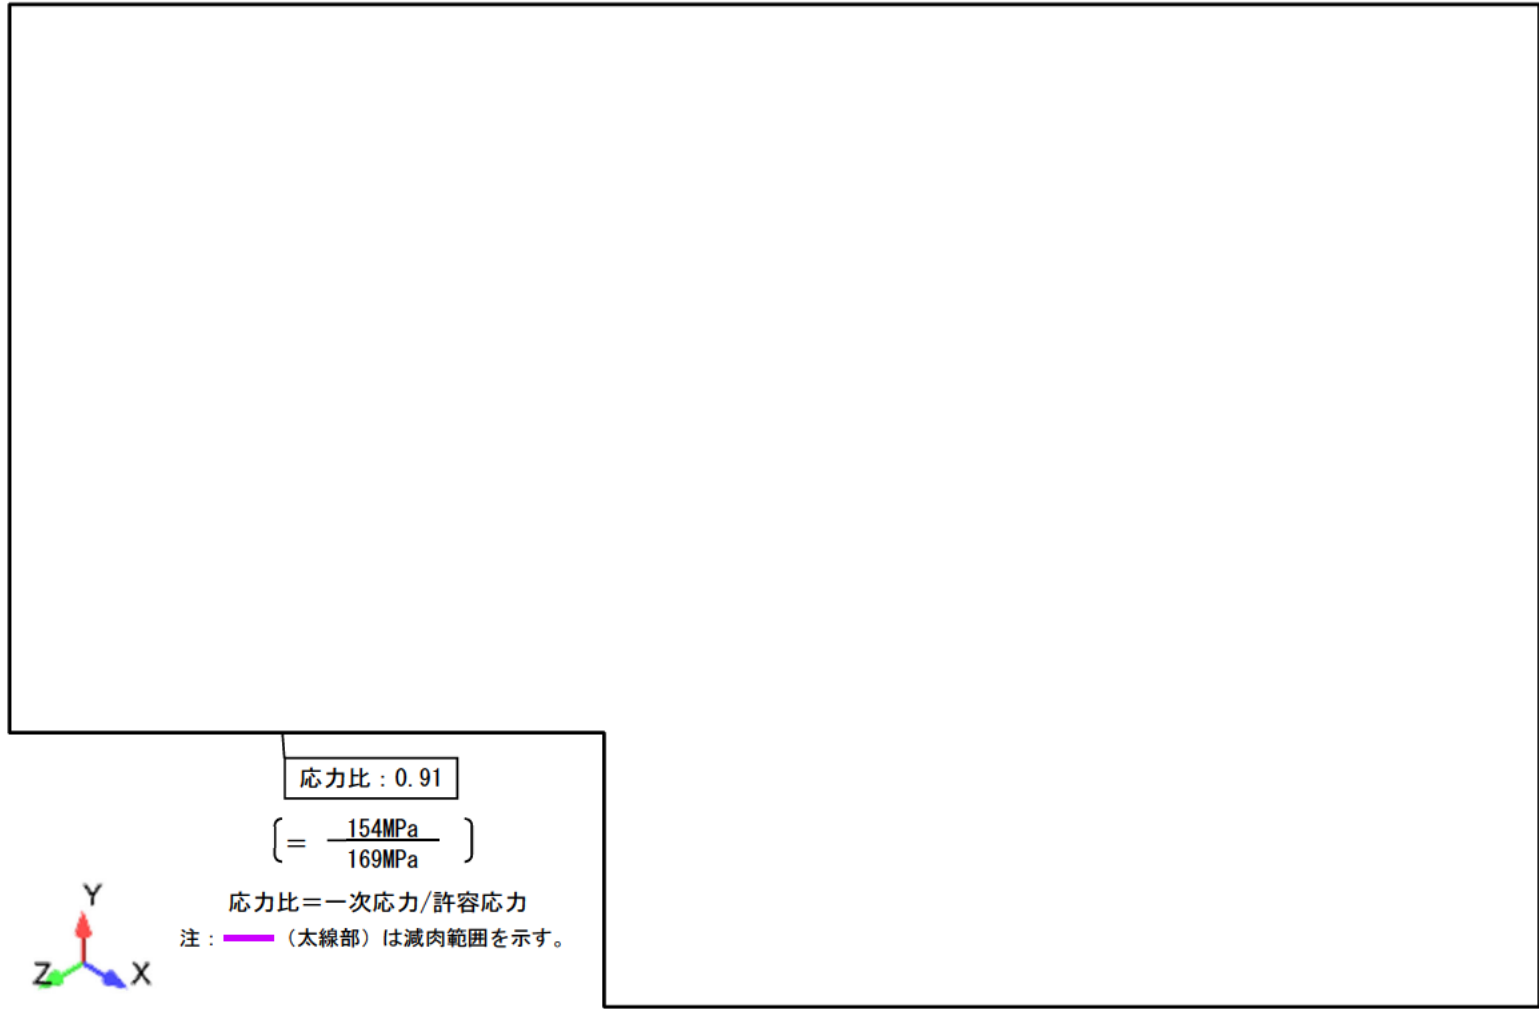 応力比：0.91
〔＝ 154MPa
169MPa 〕
応力比＝一次応力/許容応力
注：（太線部）は減肉範囲を示す。
Y
Z
X